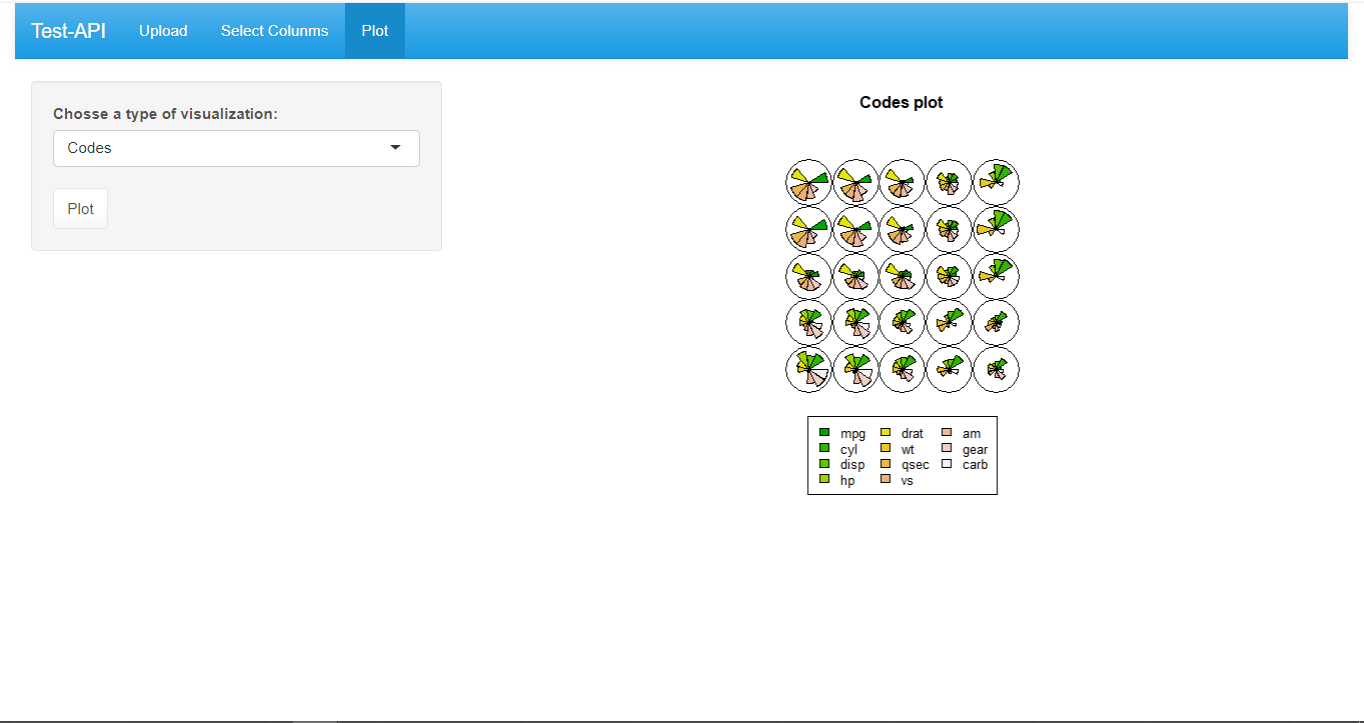 Test-API Upload Select Colunms Plot
Chosse a type of visualization:
Codes
Plot
Codes plot
mpg drat am
cyl wt gear
disp qsec carb
hp vs